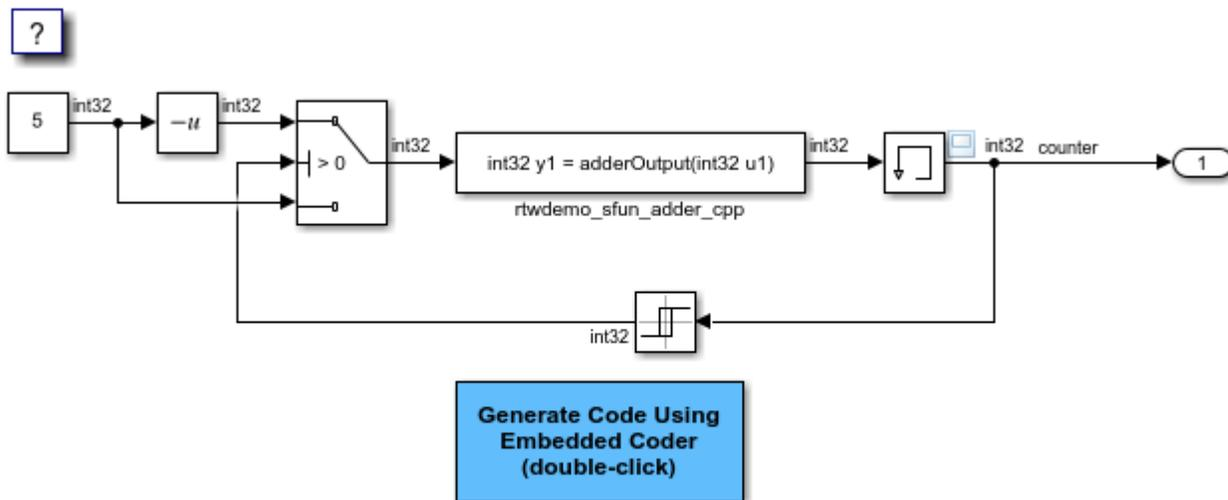 ?
5
int32
−u
int32
> 0
int32
int32 y1 = adderOutput(int32 u1)
rtwdemo_sfun_adder_cpp
int32
int32
counter
1
int32
Generate Code Using
Embedded Coder
(double-click)